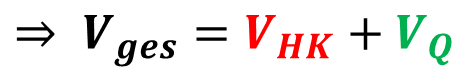 ⇒ V_ges = V_HK + V_Q